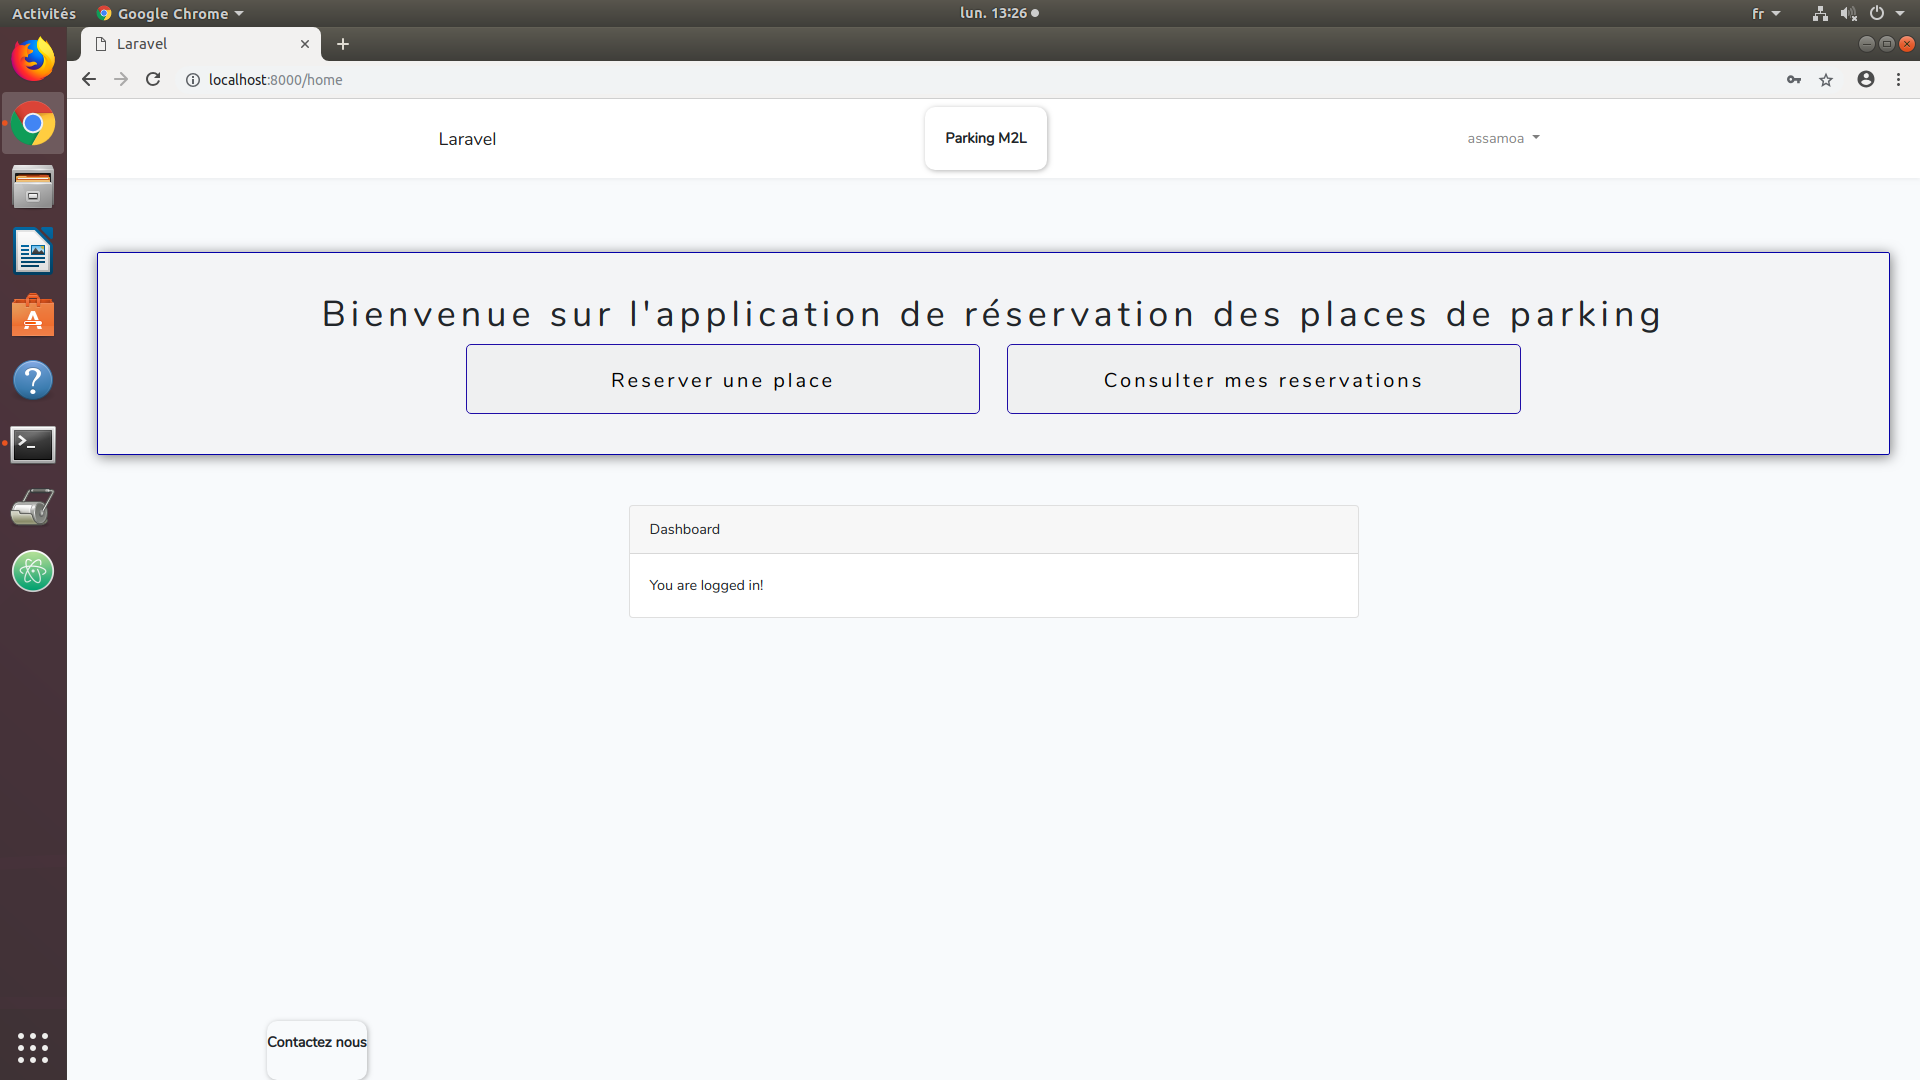 Activités Google Chrome lun. 13:26 fr
Laravel
localhost:8000/home
Laravel Parking M2L assamoa
Bienvenue sur l'application de réservation des places de parking
Reserver une place Consulter mes reservations
Dashboard
You are logged in!
Contactez nous